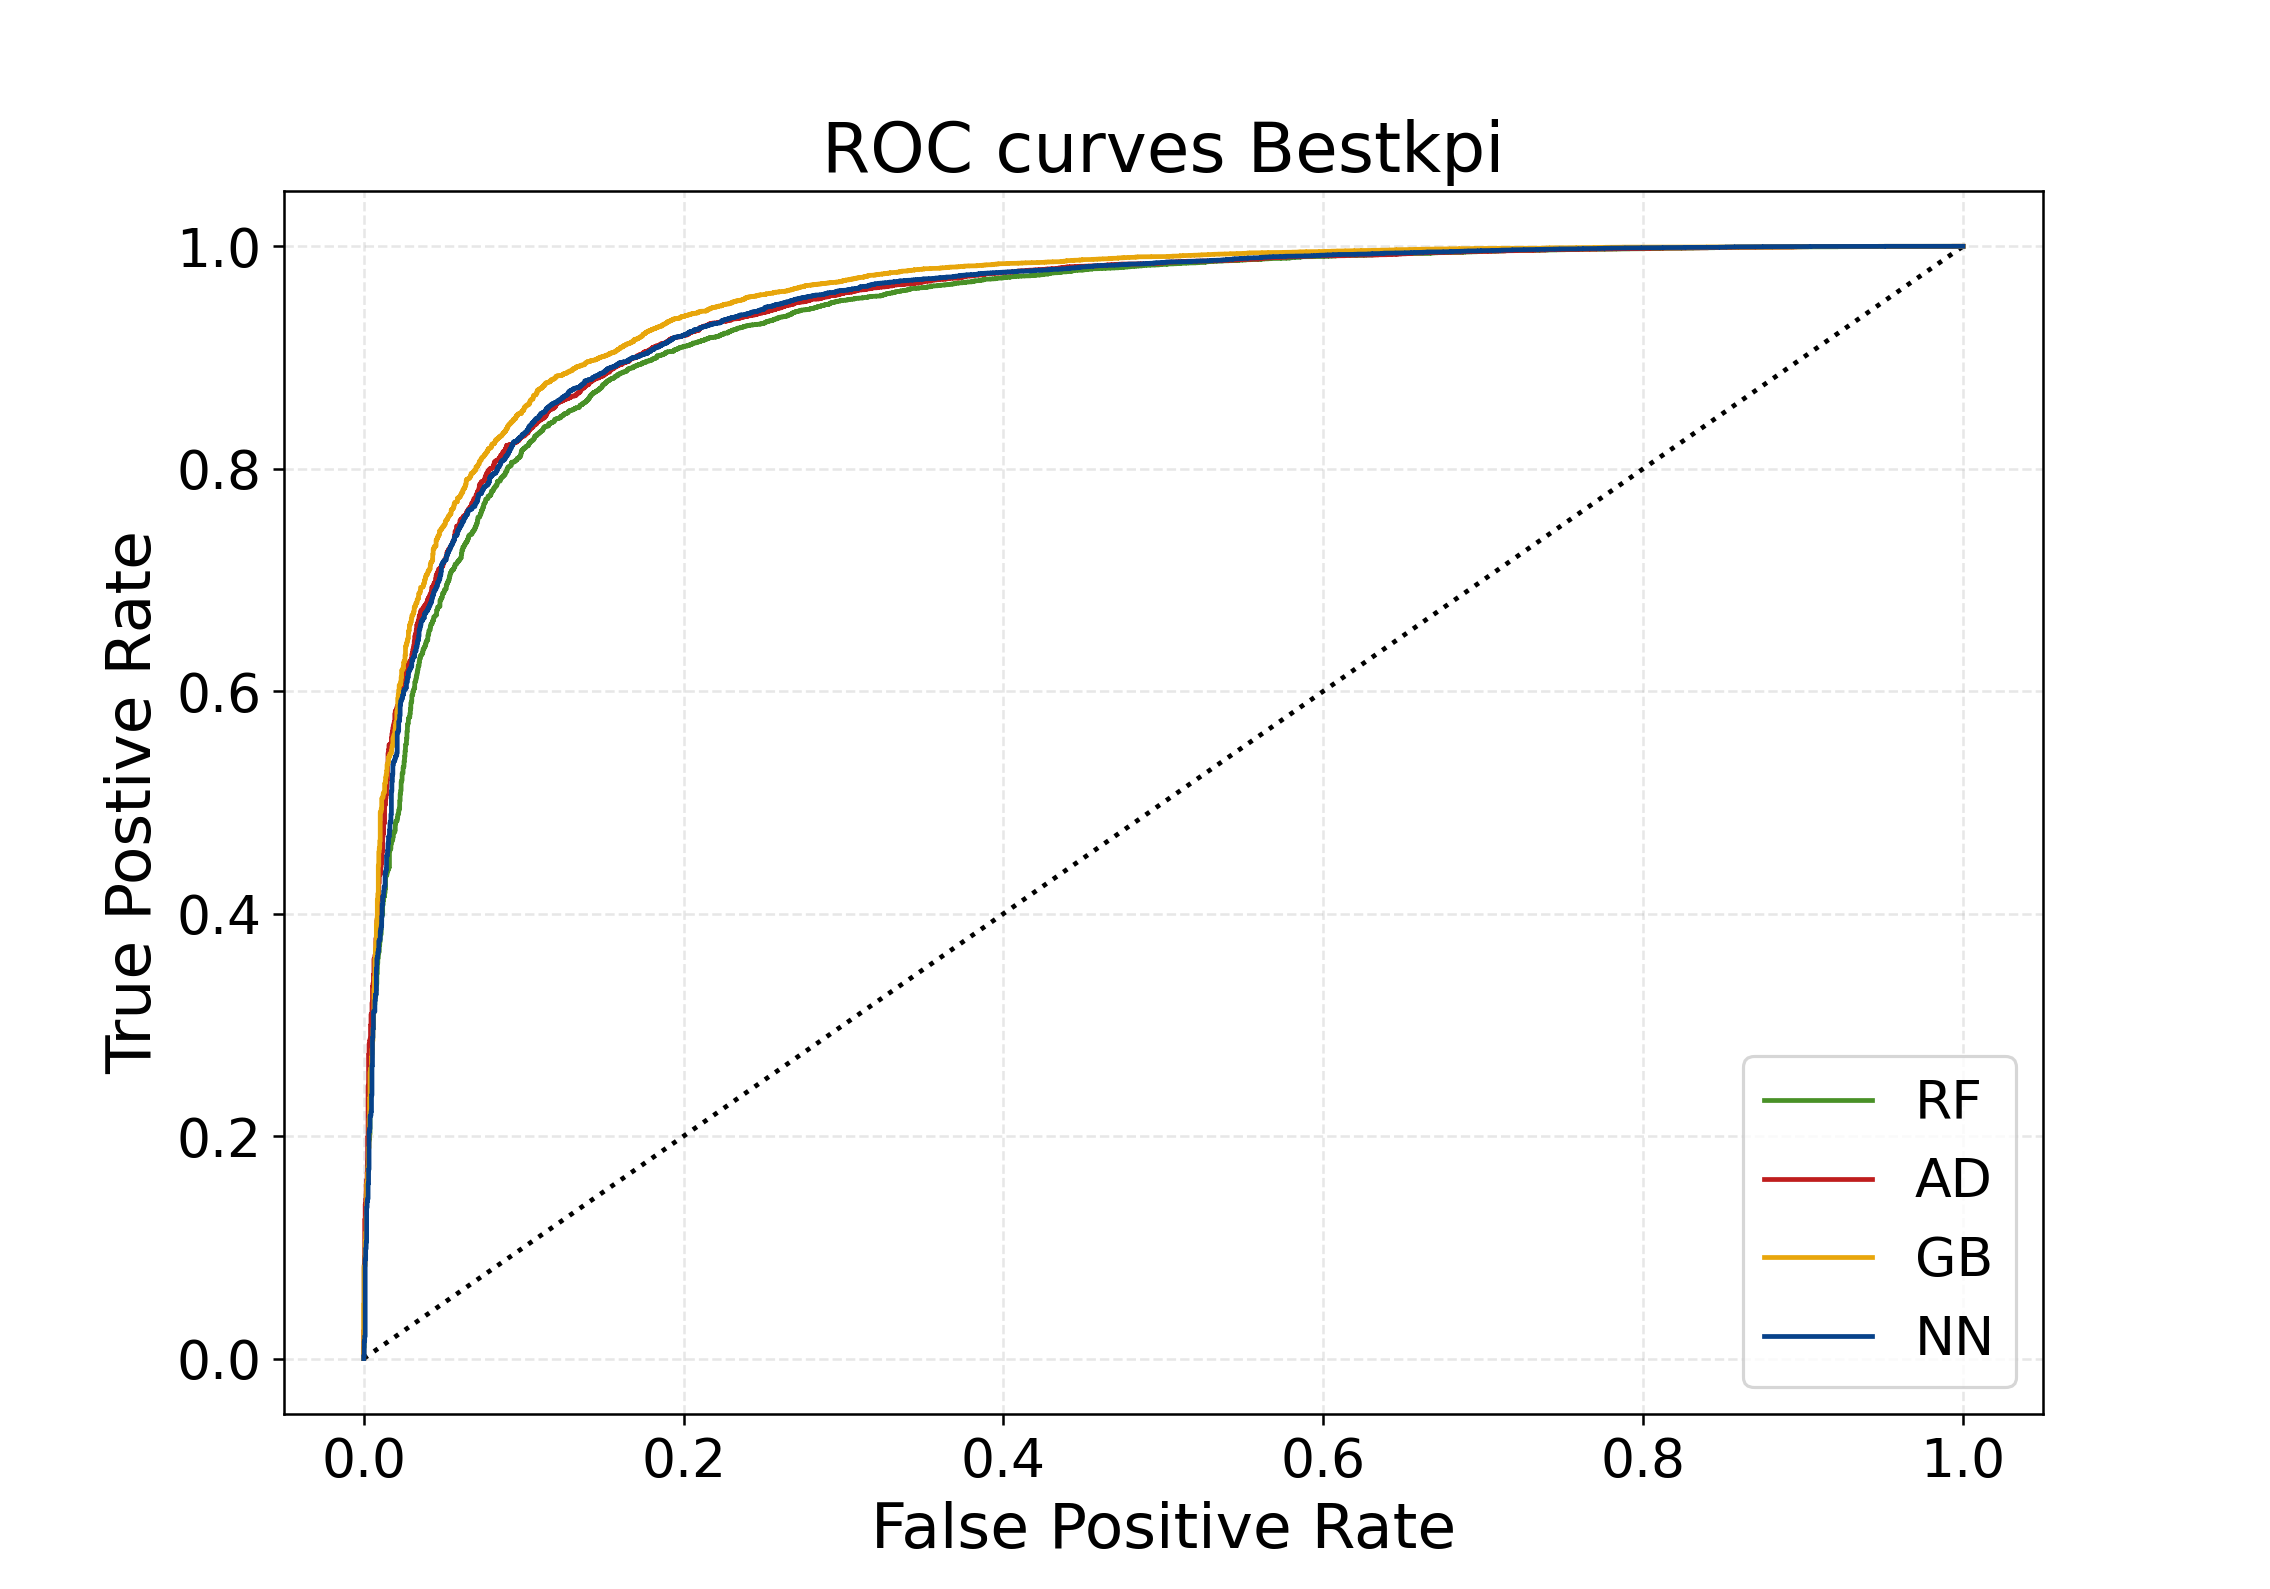 ROC curves Bestkpi
True Postive Rate
1.0
0.8
0.6
0.4
0.2
0.0
0.0 0.2 0.4 0.6 0.8 1.0
False Positive Rate
RF
AD
GB
NN